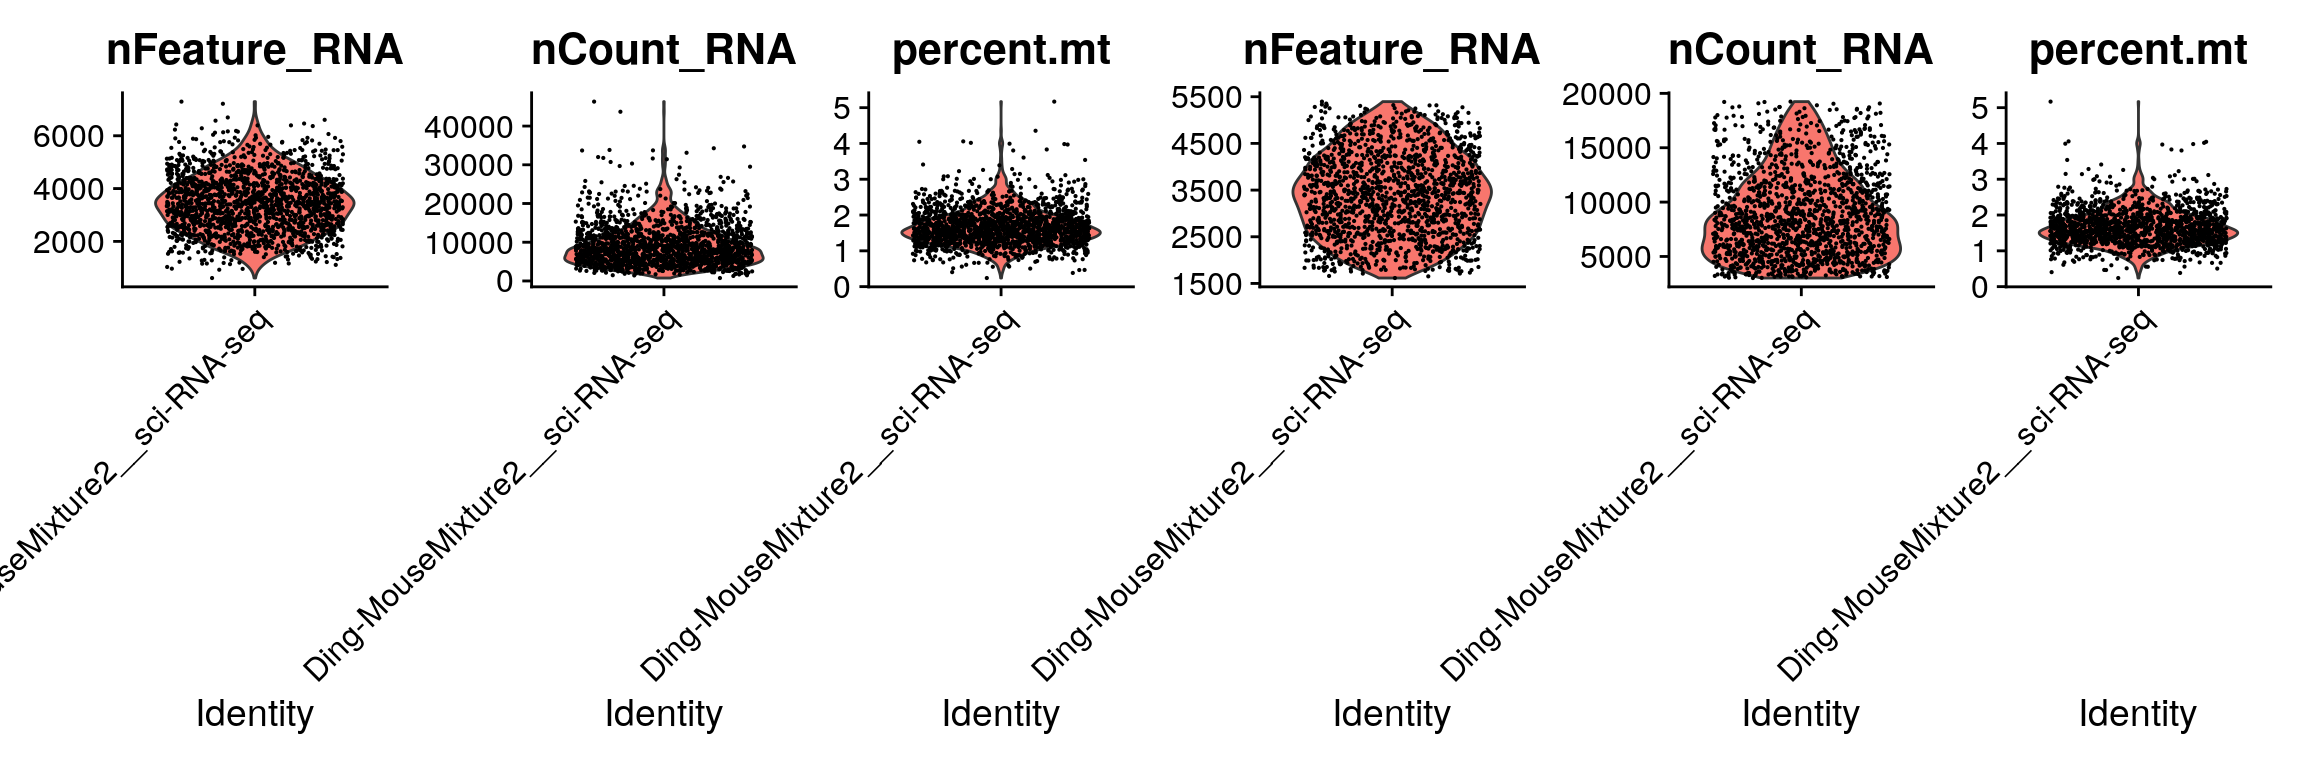 nFeature_RNA
6000
4000
2000
useMixture2__sci-RNA-seq
Identity
nCount_RNA
40000
30000
20000
10000
0
Ding-MouseMixture2__sci-RNA-seq
Identity
percent.mt
5
4
3
2
1
0
Ding-MouseMixture2__sci-RNA-seq
Identity
nFeature_RNA
5500
4500
3500
2500
1500
Ding-MouseMixture2__sci-RNA-seq
Identity
nCount_RNA
20000
15000
10000
5000
Ding-MouseMixture2__sci-RNA-seq
Identity
percent.mt
5
4
3
2
1
0
Ding-MouseMixture2__sci-RNA-seq
Identity